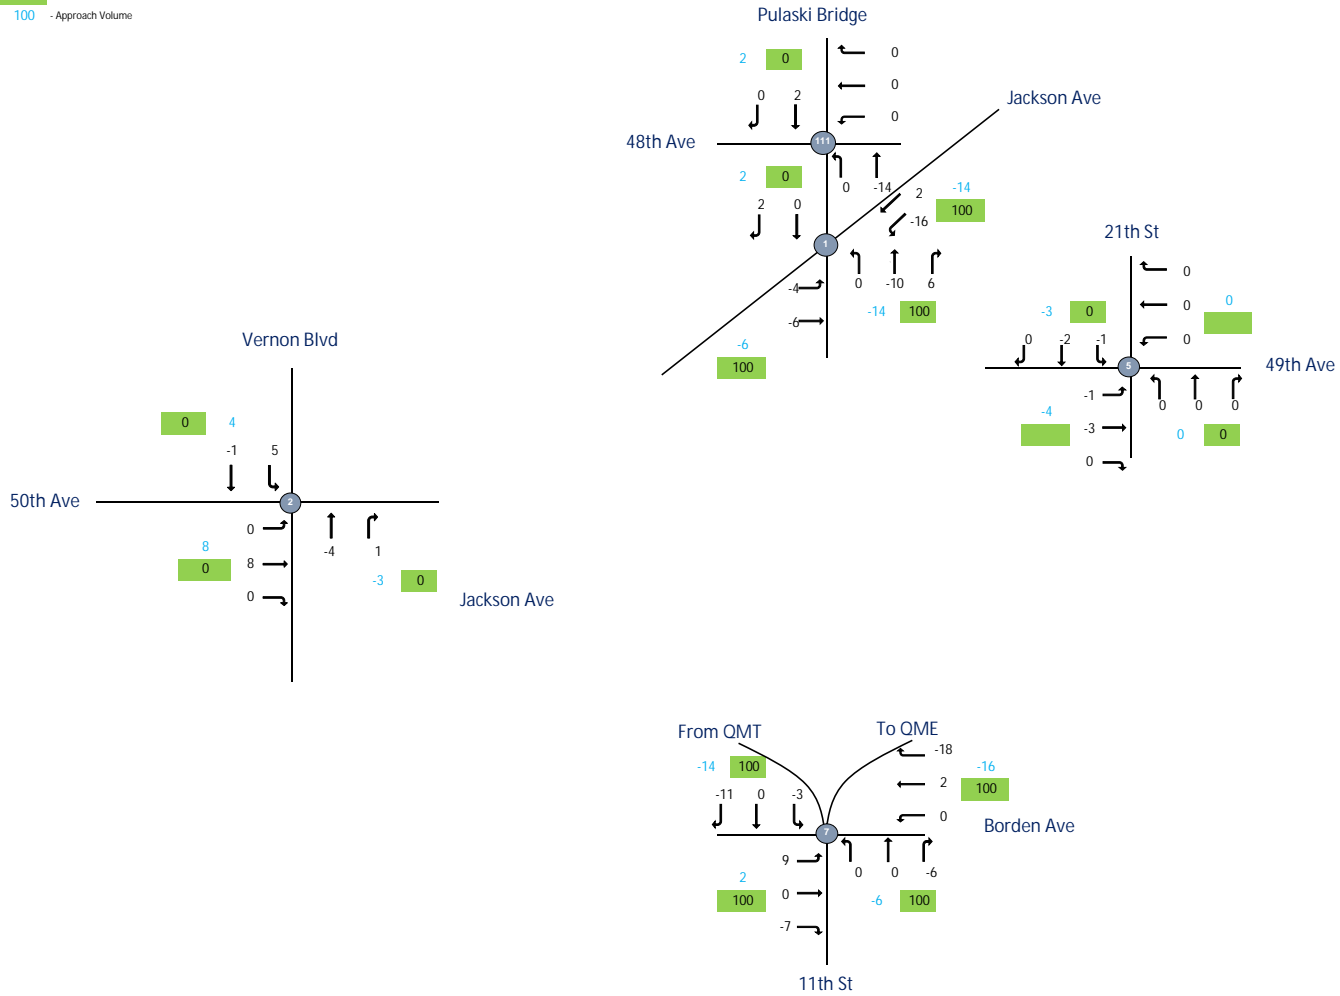 100 - Approach Volume
Pulaski Bridge
2 0
0
0
0
0 2
48th Ave
111
Jackson Ave
2 0
0 -14
2 0
2
-16
-14
100
1
0 -10 6
-4
-6
-14 100
-6
100
21th St
0
0
0
0
-3 0
0 -2 -1
49th Ave
5
-1
-3
0
-4
0 0 0
0 0
Vernon Blvd
0 4
-1 5
50th Ave
2
0
8
0
8
0
-4 1
-3 0
Jackson Ave
From QMT
To QME
-14 100
-11 0 -3
-18
2
0
-16
100
Borden Ave
7
9
0
-7
2
100
0 0 -6
-6 100
11th St